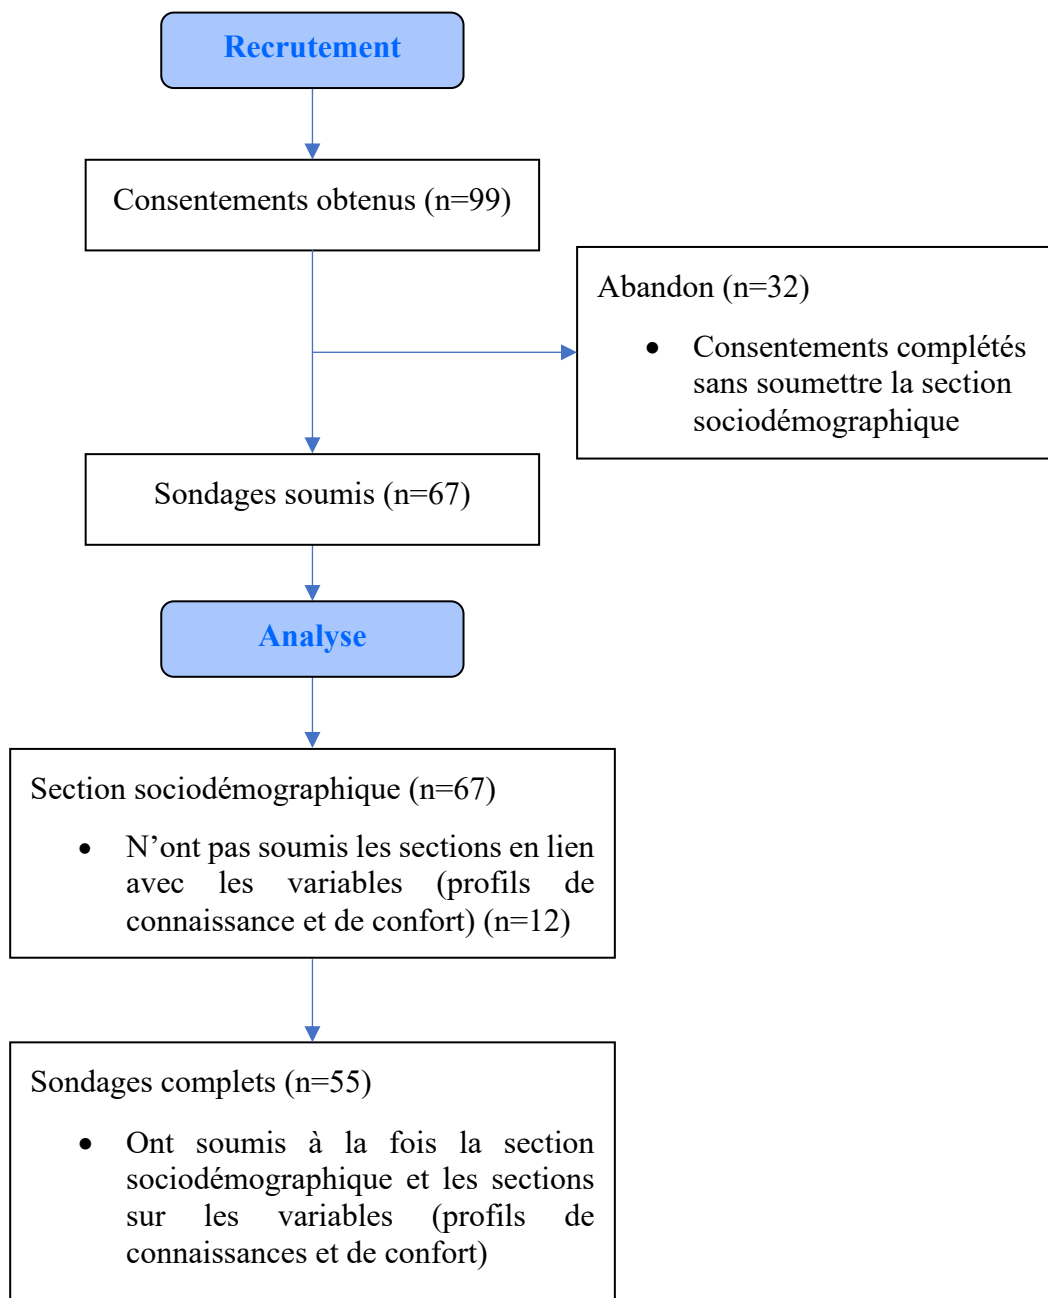 Recrutement
Consentements obtenus (n=99)
Abandon (n=32)
• Consentements complétés
sans soumettre la section
sociodémographique
Sondages soumis (n=67)
Analyse
Section sociodémographique (n=67)
• N’ont pas soumis les sections en lien
avec les variables (profils de
connaissance et de confort) (n=12)
Sondages complets (n=55)
• Ont soumis à la fois la section
sociodémographique et les sections
sur les variables (profils de
connaissances et de confort)